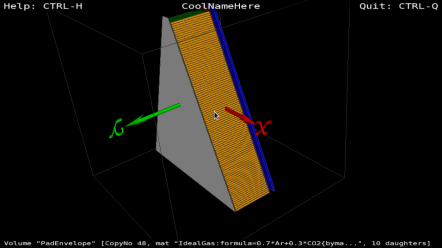 Help: CTRL-H
CoolNameHere
Quit: CTRL-Q
X
Volume "PadEnvelope" [CopyNo 48, mat "IdealGas:formula=0.7*Ar+0.3*CO2{byma...", 10 daughters]